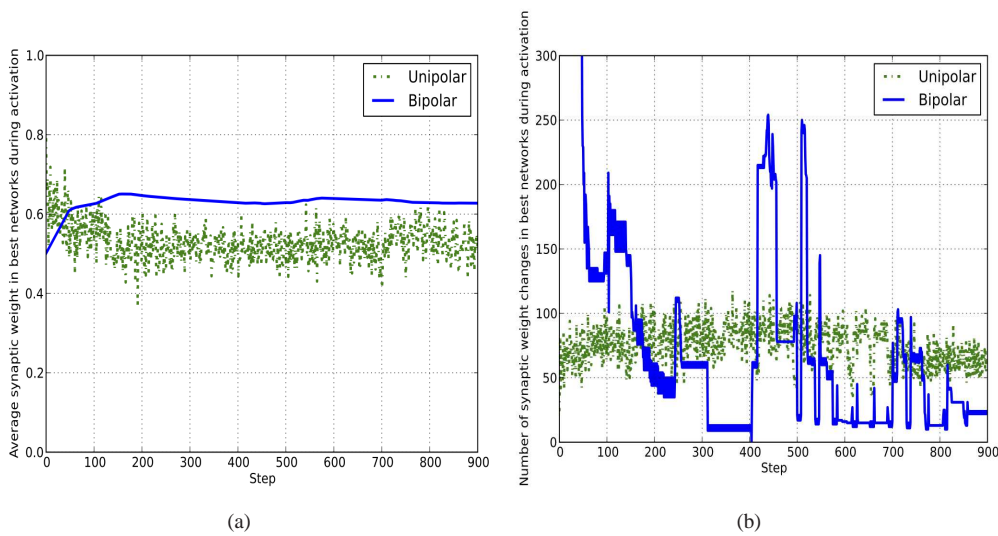 Average synaptic weight in best networks during activation
1.0
0.8
0.6
0.4
0.2
0.0
0 100 200 300 400 500 600 700 800 900
Step
Unipolar
Bipolar
(a)
Number of synaptic weight changes in best networks during activation
300
250
200
150
100
50
0
0 100 200 300 400 500 600 700 800 900
Step
Unipolar
Bipolar
(b)